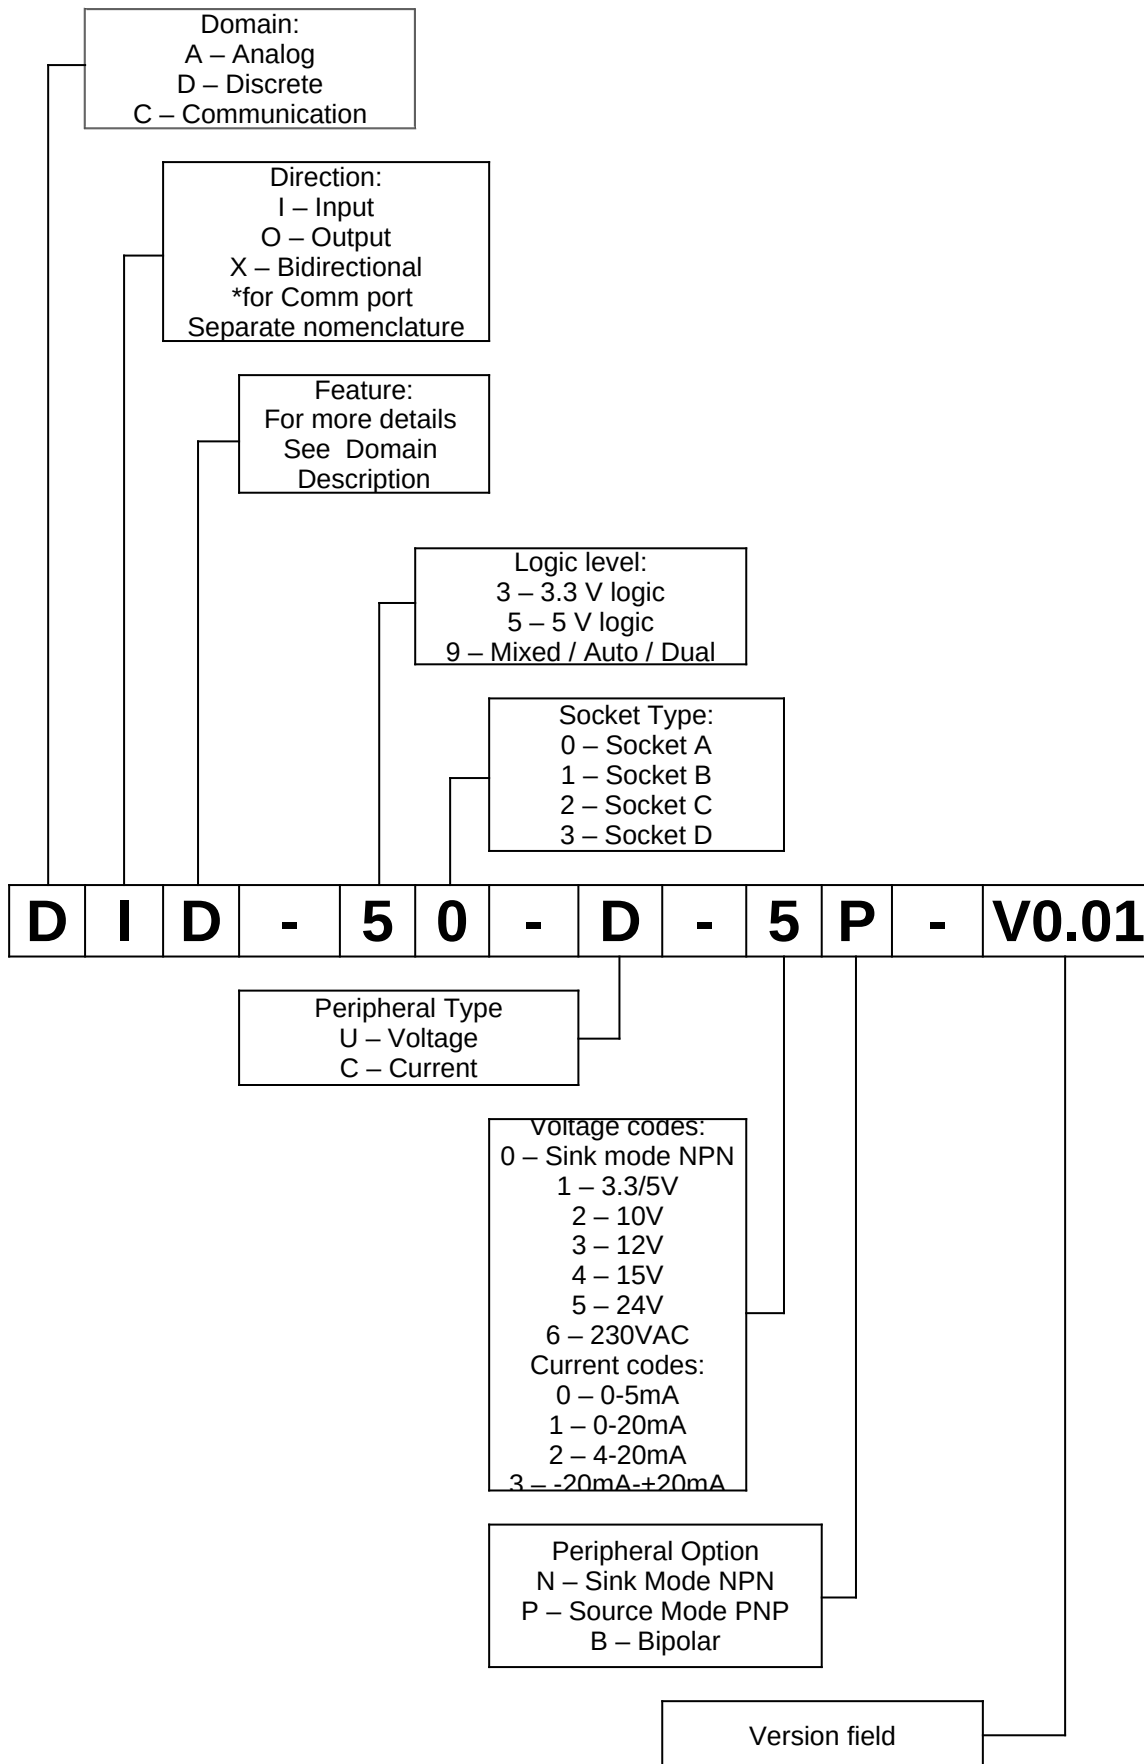 Domain:
A – Analog
D – Discrete
C – Communication
Direction:
I – Input
O – Output
X – Bidirectional
*for Comm port
Separate nomenclature
Feature:
For more details
See Domain
Description
Logic level:
3 – 3.3 V logic
5 – 5 V logic
9 – Mixed / Auto / Dual
Socket Type:
0 – Socket A
1 – Socket B
2 – Socket C
3 – Socket D
D I D - 5 0 - D - 5 P - V0.01
Peripheral Type
U – Voltage
C – Current
Voltage codes:
0 – Sink mode NPN
1 – 3.3/5V
2 – 10V
3 – 12V
4 – 15V
5 – 24V
6 – 230VAC
Current codes:
0 – 0-5mA
1 – 0-20mA
2 – 4-20mA
3 – -20mA-+20mA
Peripheral Option
N – Sink Mode NPN
P – Source Mode PNP
B – Bipolar
Version field